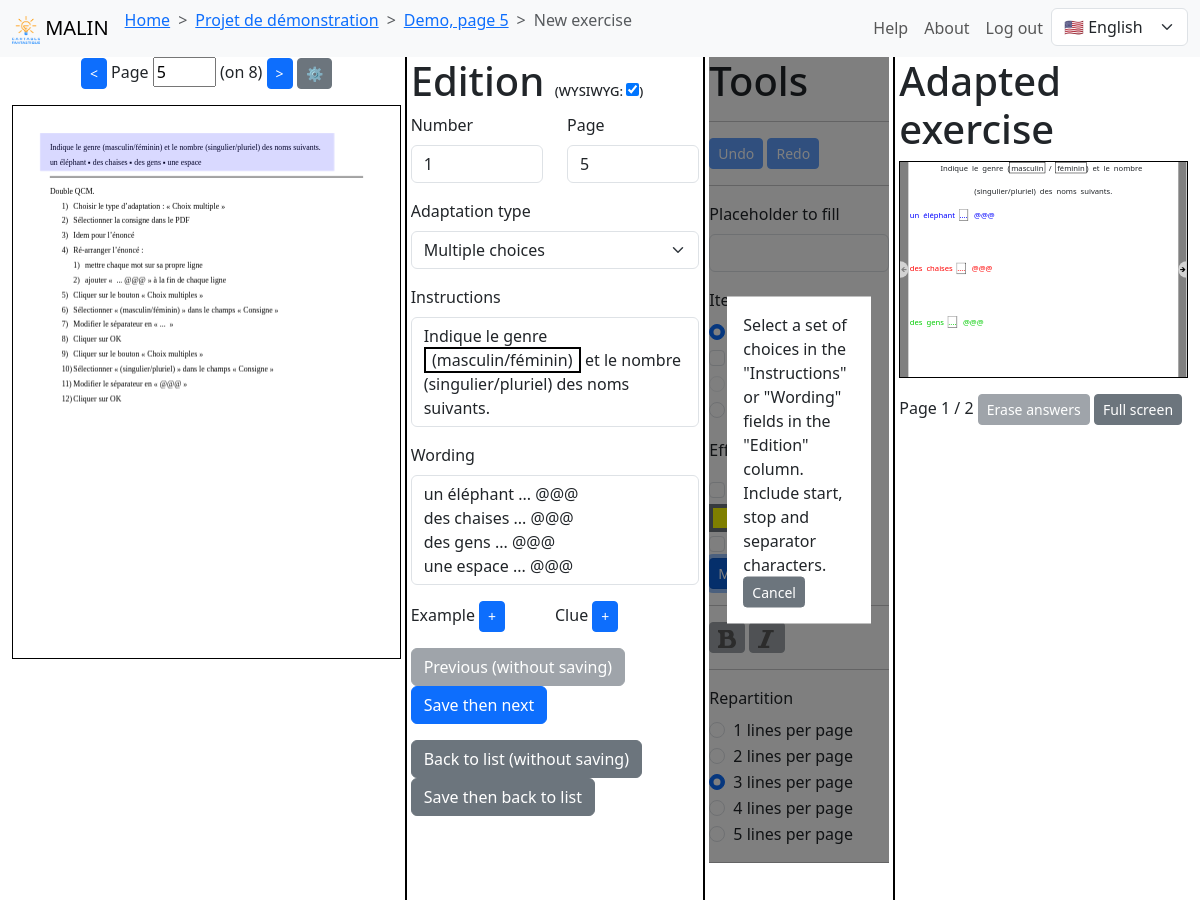 MALIN
Home > Projet de démonstration > Demo, page 5 > New exercise
Help About Log out 🇺🇸 English
< Page 5 (on 8) > ⚙️
Indique le genre (masculin/féminin) et le nombre (singulier/pluriel) des noms suivants.
un éléphant • des chaises • des gens • une espace
Double QCM.
1) Choisir le type d’adaptation : « Choix multiple »
2) Sélectionner la consigne dans le PDF
3) Idem pour l’énoncé
4) Ré-arranger l’énoncé :
1) mettre chaque mot sur sa propre ligne
2) ajouter « ... @@@ » à la fin de chaque ligne
5) Cliquer sur le bouton « Choix multiples »
6) Sélectionner « (masculin/féminin) » dans le champs « Consigne »
7) Modifier le séparateur en « ... »
8) Cliquer sur OK
9) Cliquer sur le bouton « Choix multiples »
10) Sélectionner « (singulier/pluriel) » dans le champs « Consigne »
11) Modifier le séparateur en « @@@ »
12) Cliquer sur OK
Edition (WYSIWYG: )
Number Page
1 5
Adaptation type
Multiple choices
Instructions
Indique le genre
(masculin/féminin) et le nombre
(singulier/pluriel) des noms
suivants.
Wording
un éléphant ... @@@
des chaises ... @@@
des gens ... @@@
une espace ... @@@
Example + Clue +
Previous (without saving)
Save then next
Back to list (without saving)
Save then back to list
Tools
Undo Redo
Placeholder to fill
Ite
Eff
M
Select a set of
choices in the
"Instructions"
or "Wording"
fields in the
"Edition"
column.
Include start,
stop and
separator
characters.
Cancel
B I
Repartition
1 lines per page
2 lines per page
3 lines per page
4 lines per page
5 lines per page
Adapted
exercise
Indique le genre (masculin / féminin) et le nombre
(singulier/pluriel) des noms suivants.
un éléphant ... @@@
des chaises ... @@@
des gens ... @@@
Page 1 / 2 Erase answers Full screen